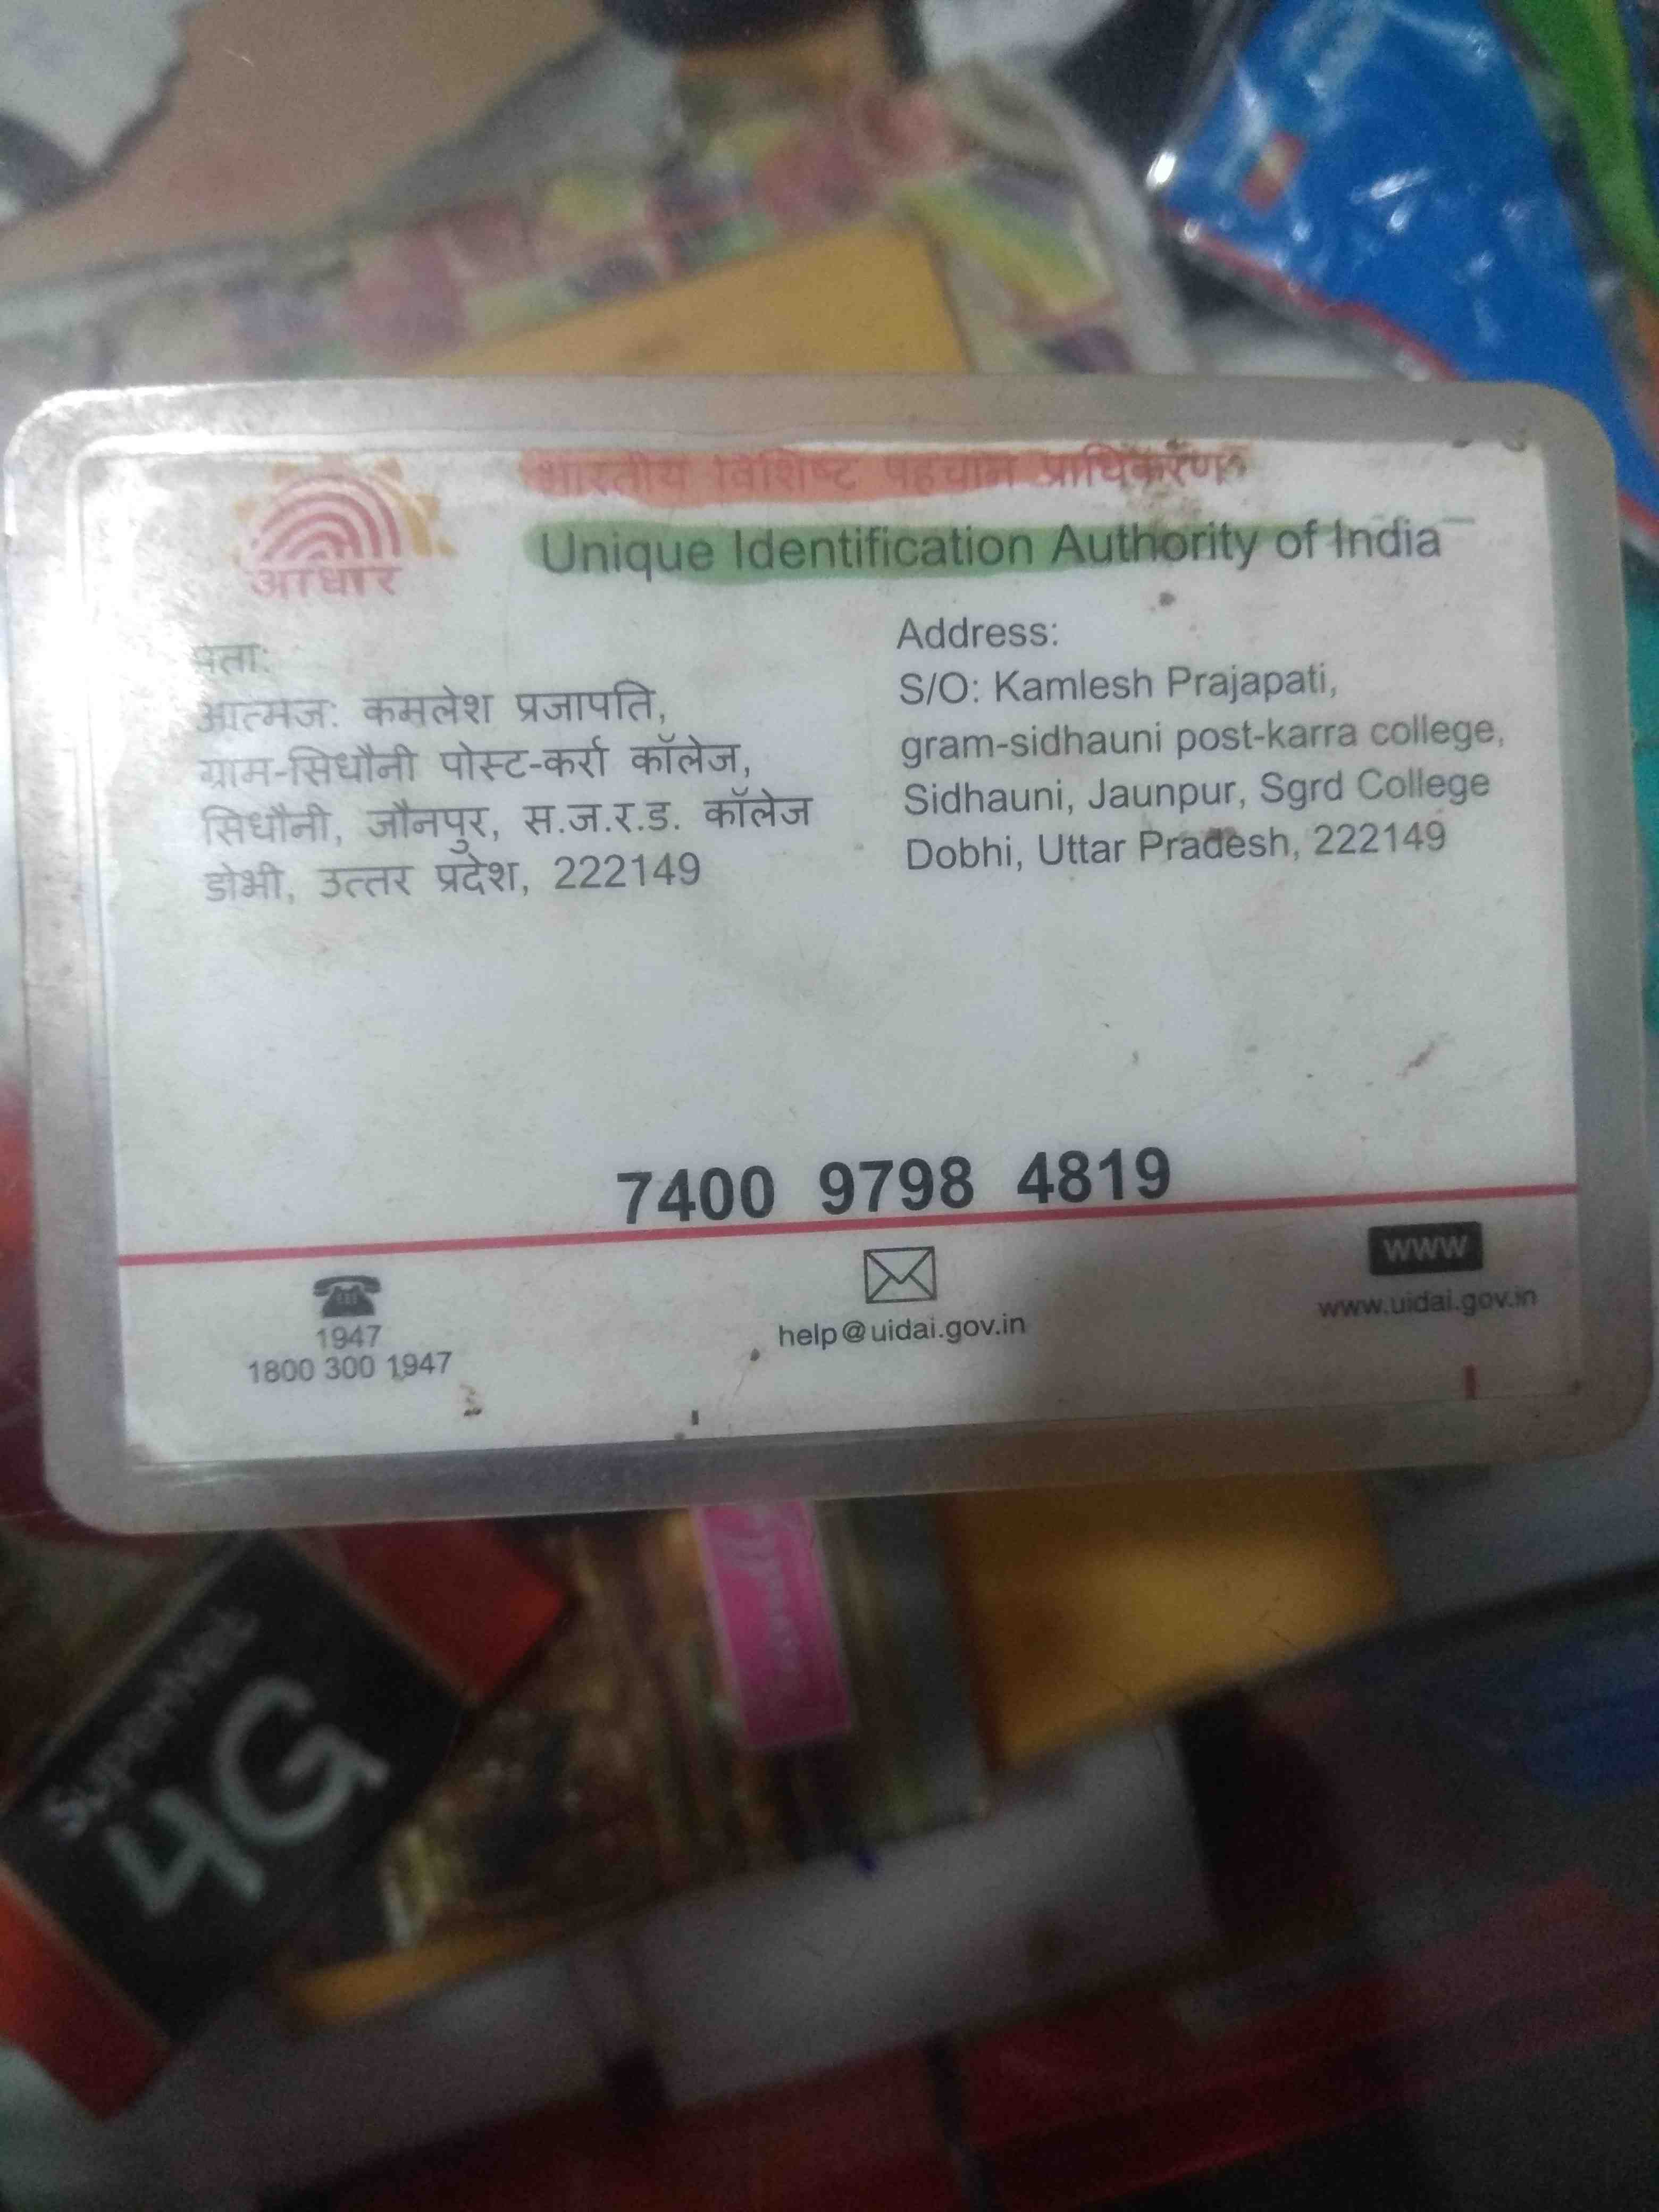 भारतीय विशिष्ट पहचान प्राधिकरण
Unique Identification Authority of India
आधार
पता:
आत्मज: कमलेश प्रजापति,
ग्राम-सिधौनी पोस्ट-कर्रा कॉलेज,
सिधौनी, जौनपुर, स.ज.र.ड. कॉलेज
डोभी, उत्तर प्रदेश, 222149
Address:
S/O: Kamlesh Prajapati,
gram-sidhauni post-karra college,
Sidhauni, Jaunpur, Sgrd College
Dobhi, Uttar Pradesh, 222149
7400 9798 4819
1947
1800 300 1947
help@uidai.gov.in
WWW
www.uidai.gov.in
SuperNet
4G